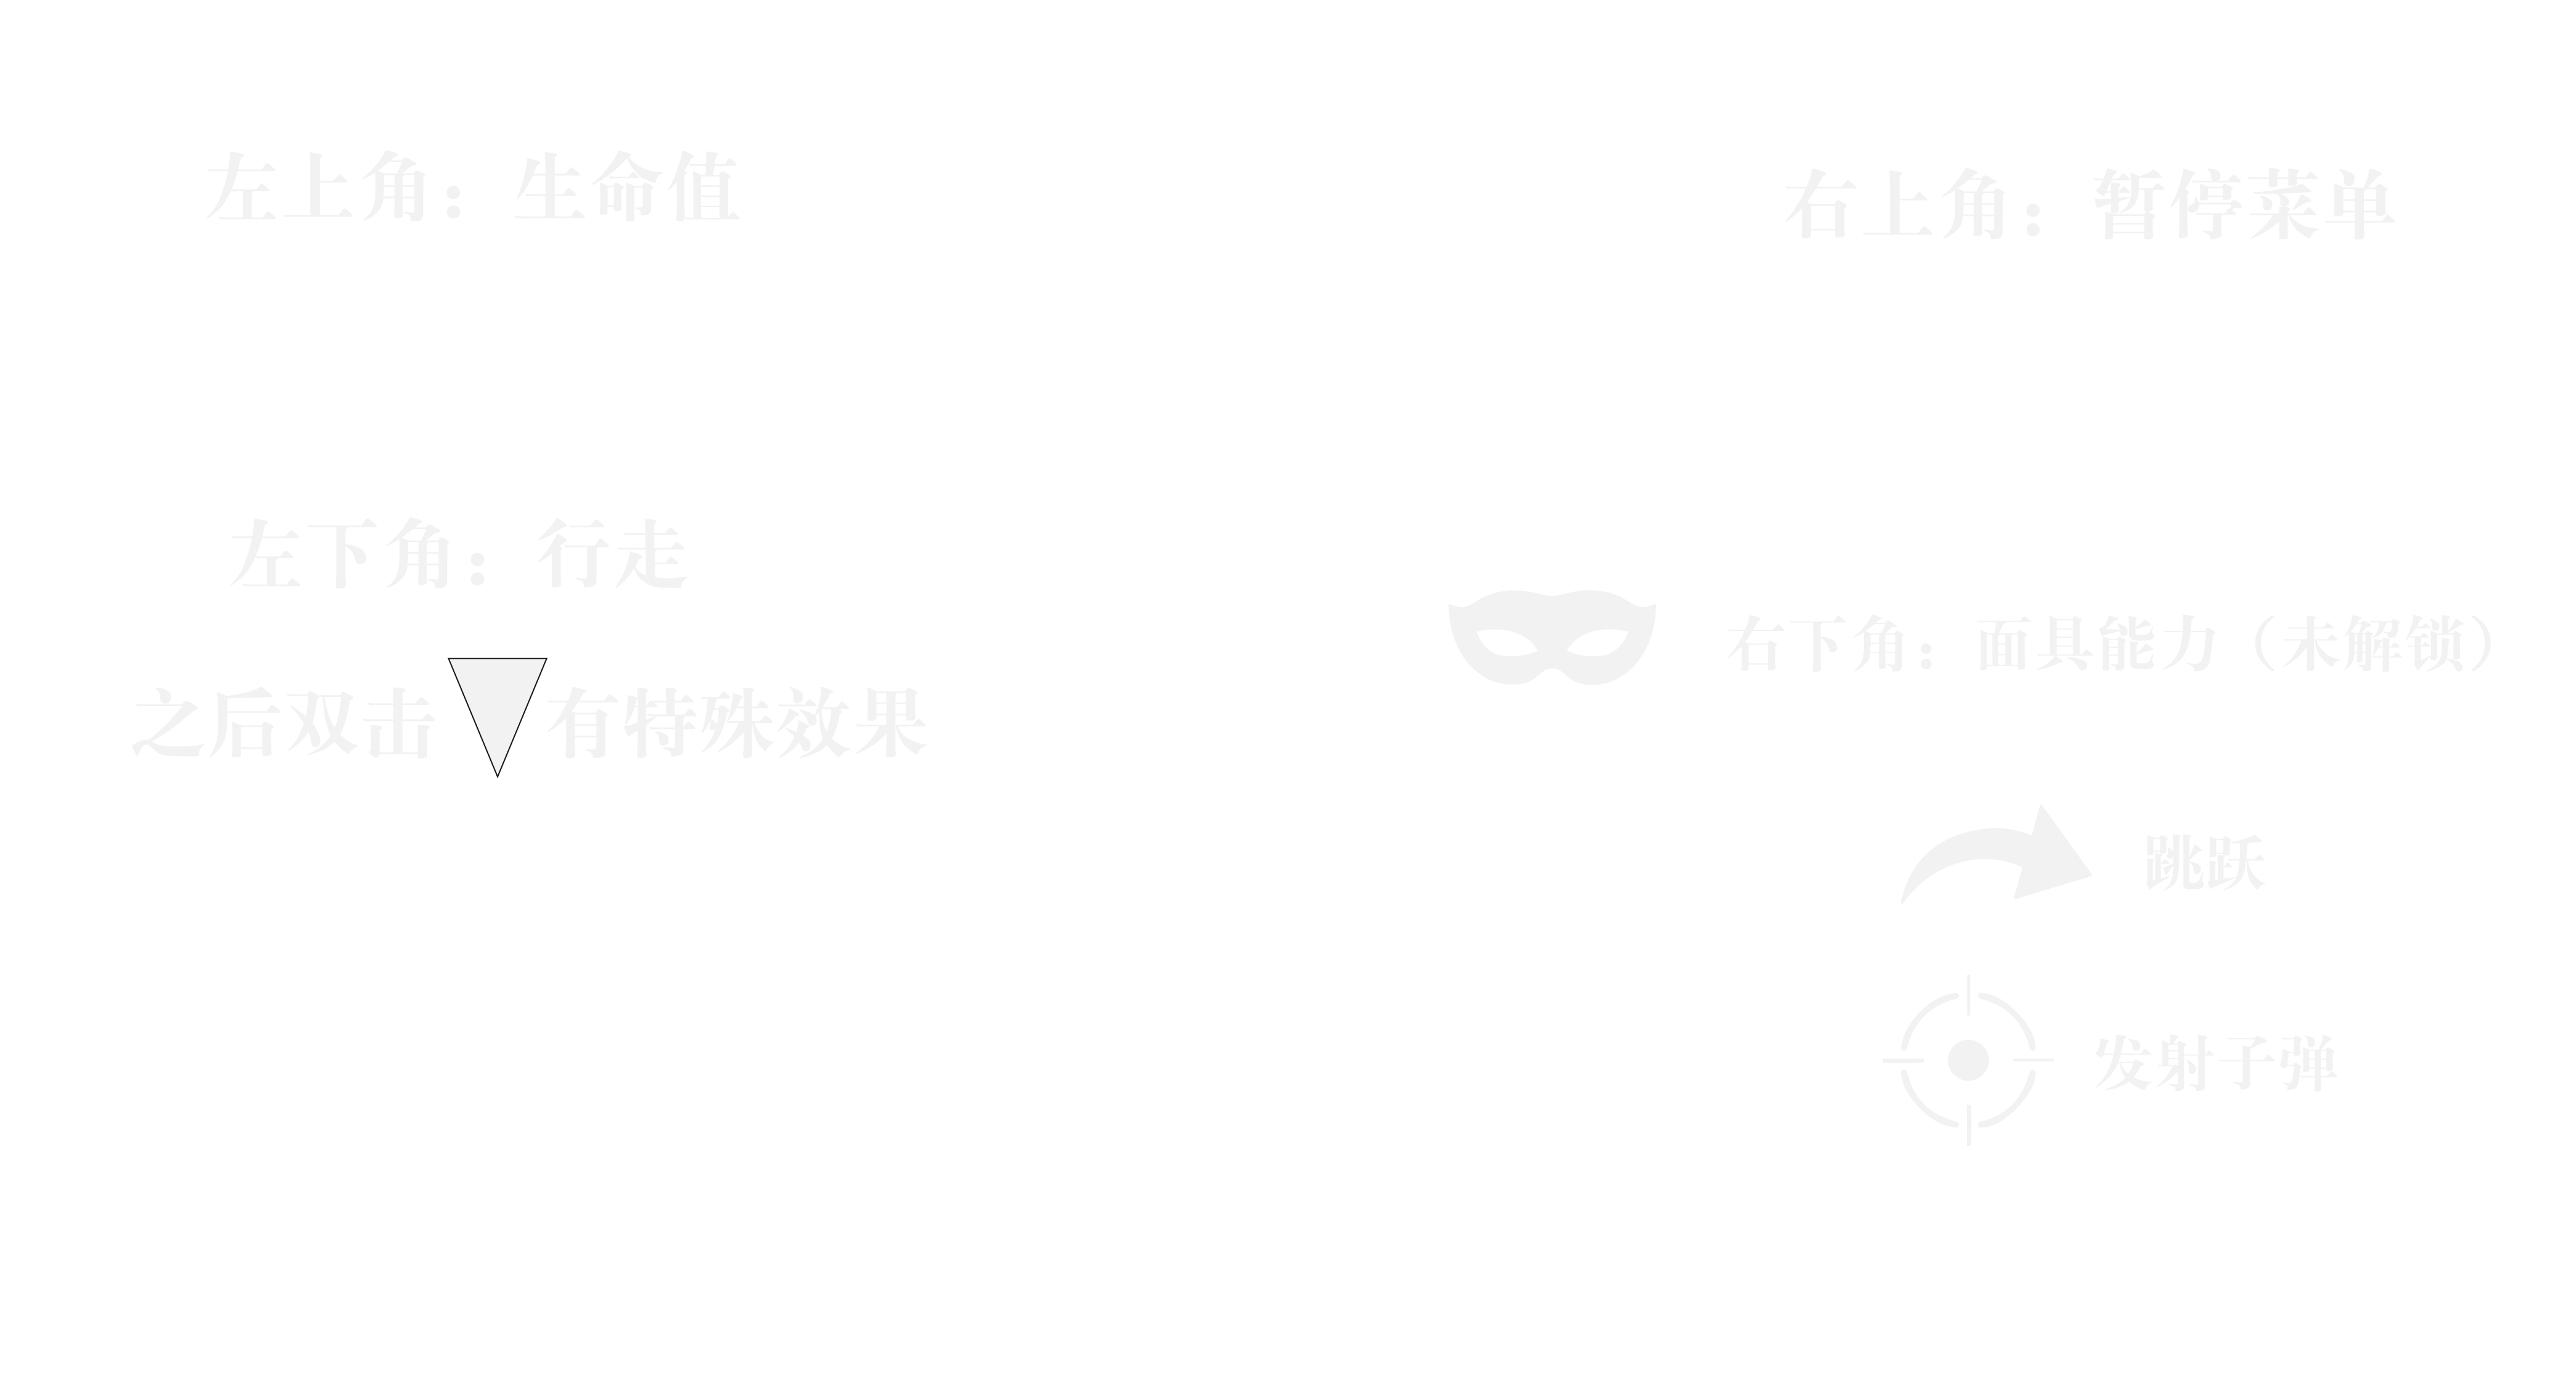 左上角：生命值
右上角：暂停菜单
左下角：行走
之后双击 有特殊效果
右下角：面具能力（未解锁）
跳跃
发射子弹